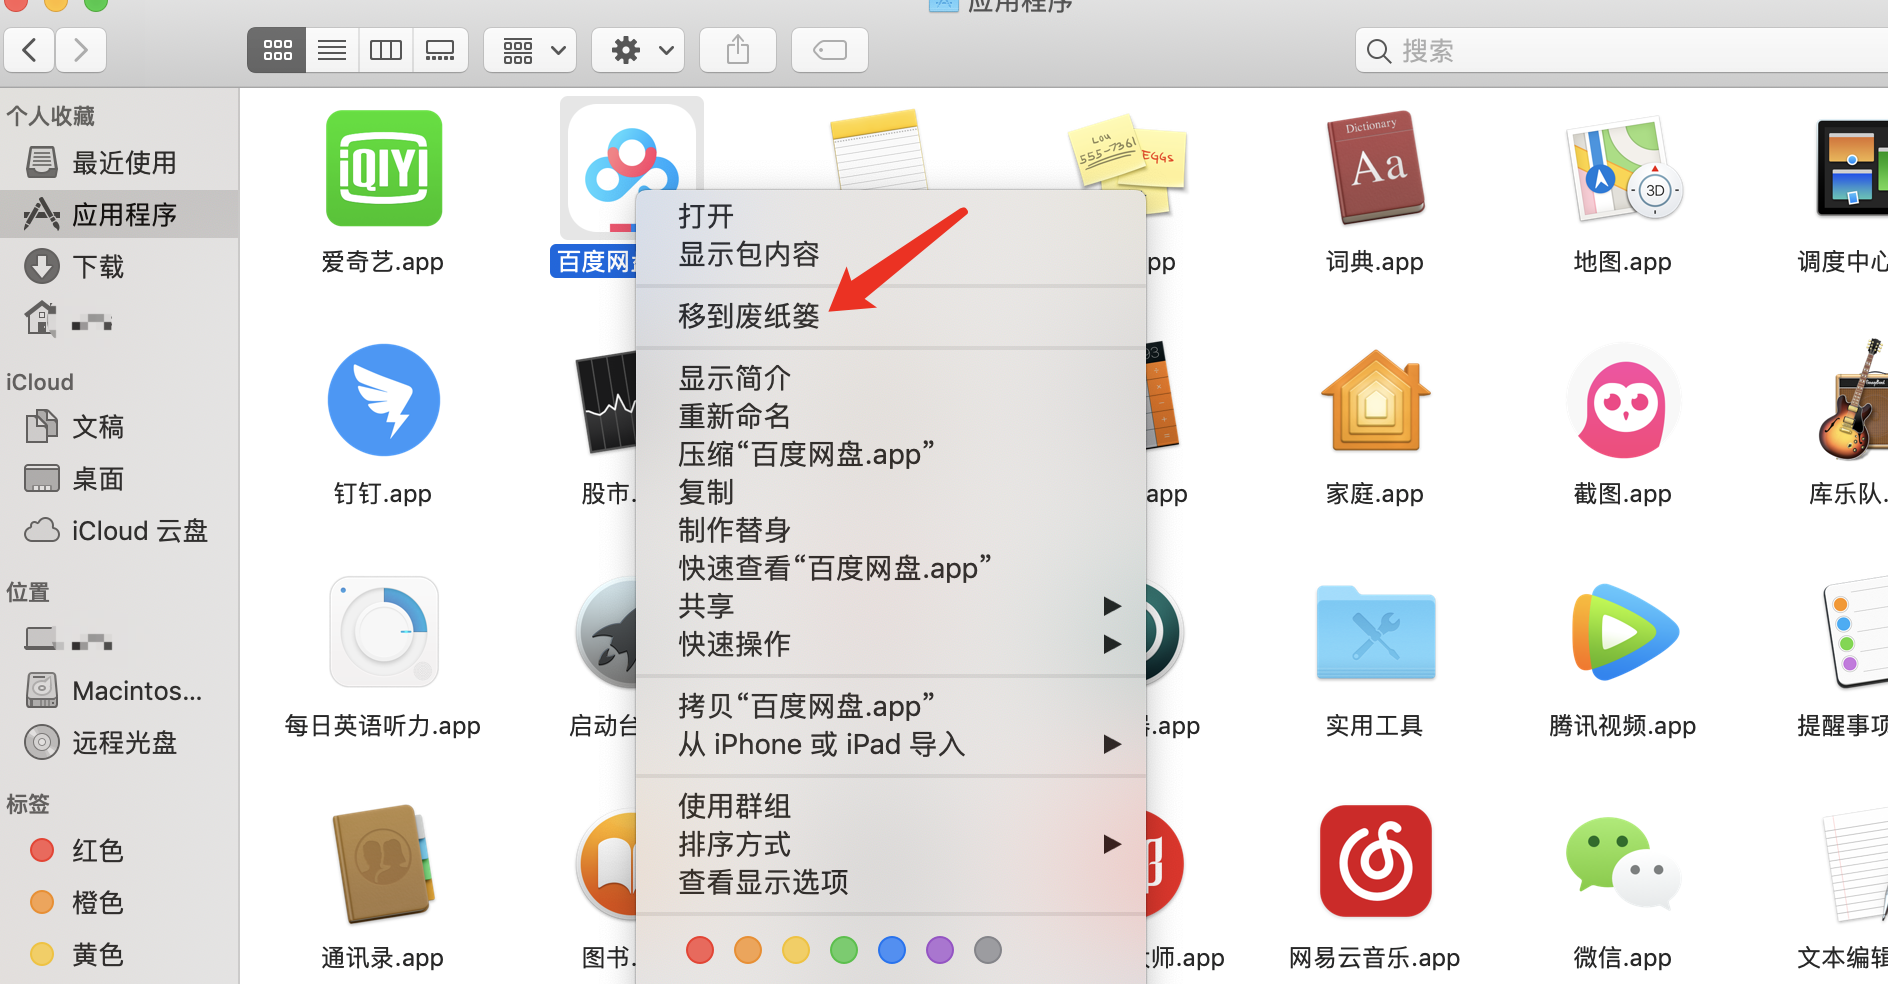 应用程序
搜索
个人收藏
最近使用
应用程序
下载
iCloud
文稿
桌面
iCloud 云盘
位置
Macintos...
远程光盘
标签
红色
橙色
黄色
iQIYI
Lou
555-7361
EGGS
Dictionary
Aa
3D
爱奇艺.app
百度网盘
pp
词典.app
地图.app
调度中心
钉钉.app
股市.
app
家庭.app
截图.app
库乐队.
每日英语听力.app
启动台
.app
实用工具
腾讯视频.app
提醒事项
通讯录.app
图书.
大师.app
网易云音乐.app
微信.app
文本编辑
打开
显示包内容
移到废纸篓
显示简介
重新命名
压缩“百度网盘.app”
复制
制作替身
快速查看“百度网盘.app”
共享
快速操作
拷贝“百度网盘.app”
从 iPhone 或 iPad 导入
使用群组
排序方式
查看显示选项